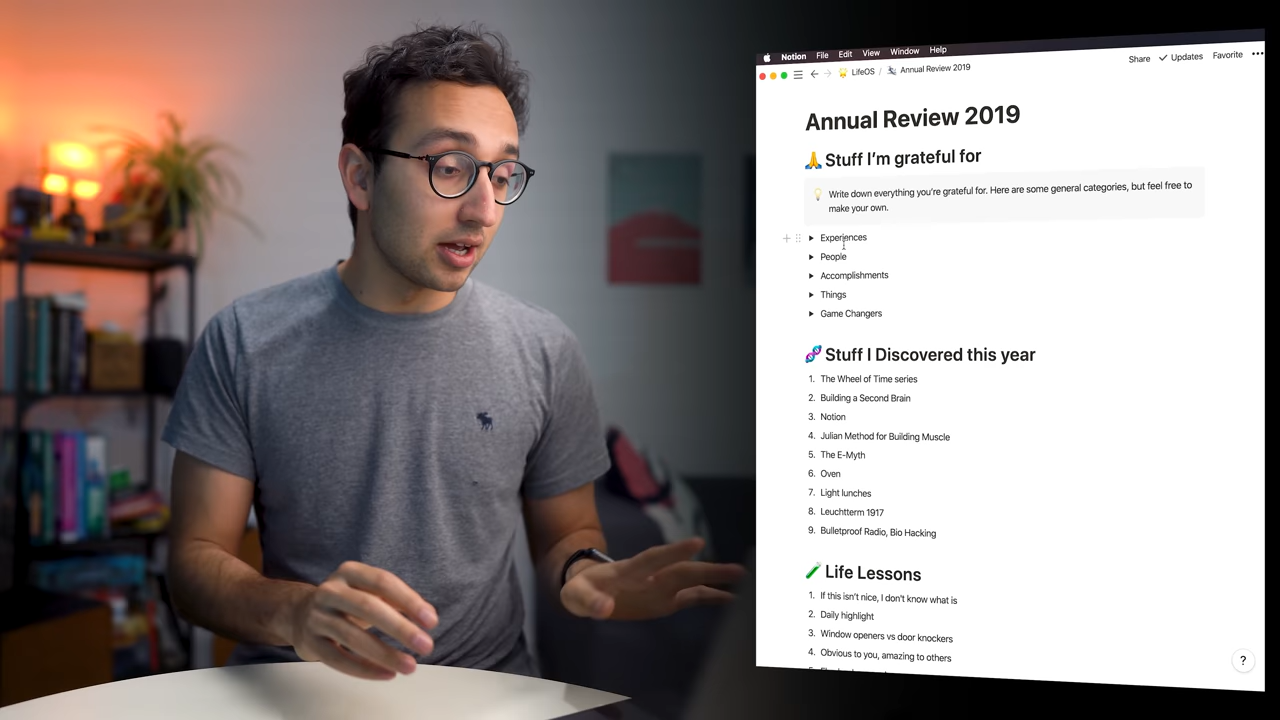 Notion File Edit View Window Help
LifeOS / Annual Review 2019
Share Updates Favorite
Annual Review 2019
Stuff I'm grateful for
Write down everything you're grateful for. Here are some general categories, but feel free to
make your own.
Experiences
People
Accomplishments
Things
Game Changers
Stuff I Discovered this year
1. The Wheel of Time series
2. Building a Second Brain
3. Notion
4. Julian Method for Building Muscle
5. The E-Myth
6. Oven
7. Light lunches
8. Leuchtterm 1917
9. Bulletproof Radio, Bio Hacking
Life Lessons
1. If this isn't nice, I don't know what is
2. Daily highlight
3. Window openers vs door knockers
4. Obvious to you, amazing to others
?